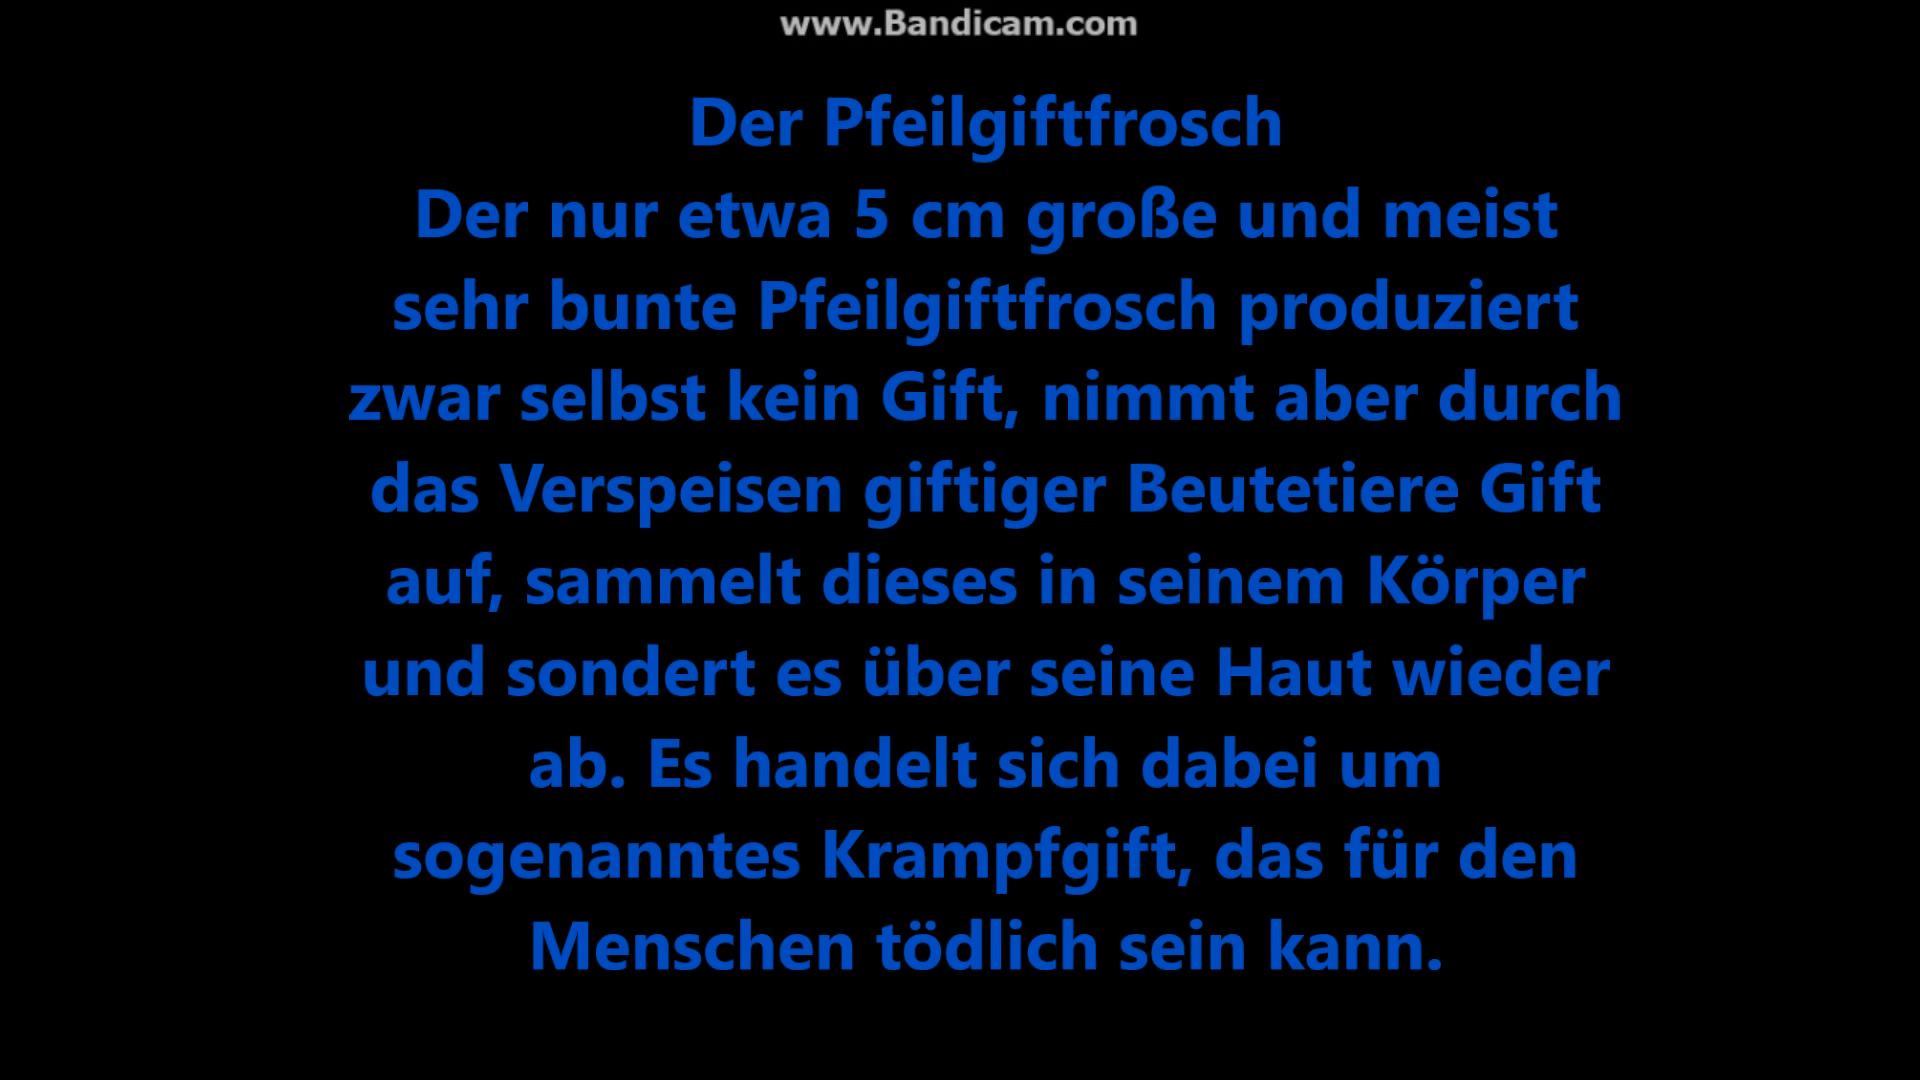 www.Bandicam.com
Der Pfeilgiftfrosch
Der nur etwa 5 cm große und meist
sehr bunte Pfeilgiftfrosch produziert
zwar selbst kein Gift, nimmt aber durch
das Verspeisen giftiger Beutetiere Gift
auf, sammelt dieses in seinem Körper
und sondert es über seine Haut wieder
ab. Es handelt sich dabei um
sogenanntes Krampfgift, das für den
Menschen tödlich sein kann.